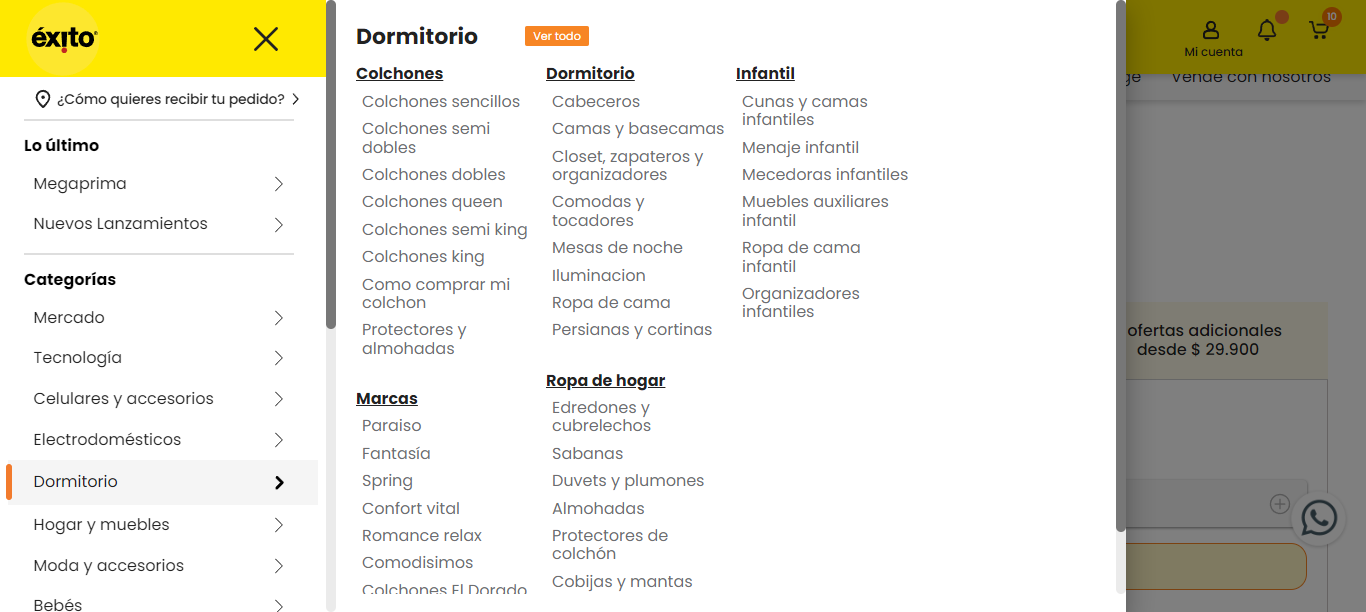 éxito
¿Cómo quieres recibir tu pedido?
Lo último
Megaprima
Nuevos Lanzamientos
Categorías
Mercado
Tecnología
Celulares y accesorios
Electrodomésticos
Dormitorio
Hogar y muebles
Moda y accesorios
Bebés
Dormitorio
Ver todo
Colchones
Colchones sencillos
Colchones semi
dobles
Colchones dobles
Colchones queen
Colchones semi king
Colchones king
Como comprar mi
colchon
Protectores y
almohadas
Marcas
Paraiso
Fantasía
Spring
Confort vital
Romance relax
Comodisimos
Colchones El Dorado
Dormitorio
Cabeceros
Camas y basecamas
Closet, zapateros y
organizadores
Comodas y
tocadores
Mesas de noche
Iluminacion
Ropa de cama
Persianas y cortinas
Ropa de hogar
Edredones y
cubrelechos
Sabanas
Duvets y plumones
Almohadas
Protectores de
colchón
Cobijas y mantas
Infantil
Cunas y camas
infantiles
Menaje infantil
Mecedoras infantiles
Muebles auxiliares
infantil
Ropa de cama
infantil
Organizadores
infantiles
10
Mi cuenta
Vende con nosotros
ofertas adicionales
desde $ 29.900